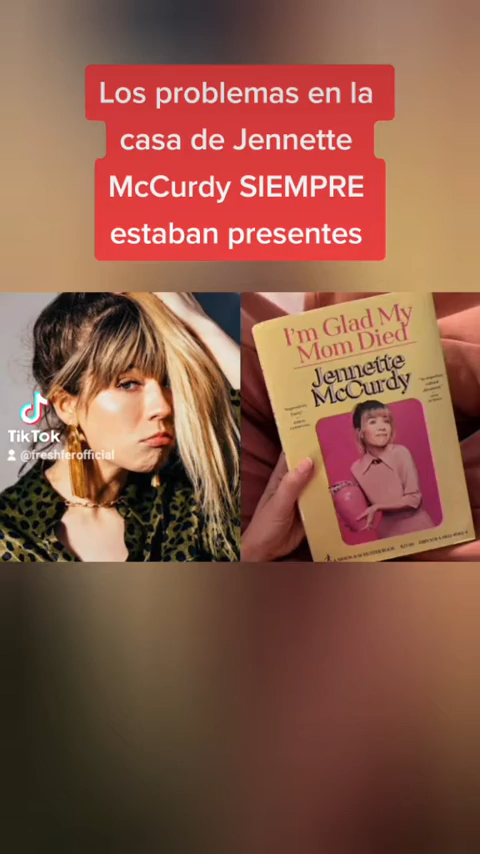 Los problemas en la
casa de Jennette
McCurdy SIEMPRE
estaban presentes
TikTok
@freshferofficial
I'm Glad My
Mom Died
Jennette
McCurdy